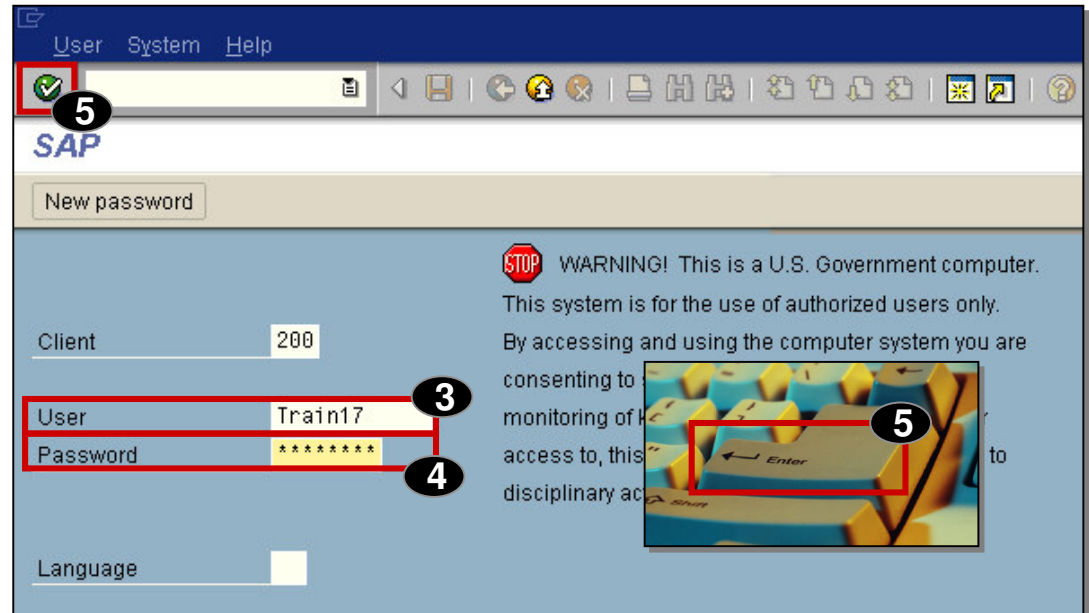 User System Help
5
SAP
New password
STOP WARNING! This is a U.S. Government computer.
This system is for the use of authorized users only.
Client 200 By accessing and using the computer system you are
consenting to
3
User Train17 monitoring of 5
Password ******** access to, this Enter to
4
disciplinary Shift
Language